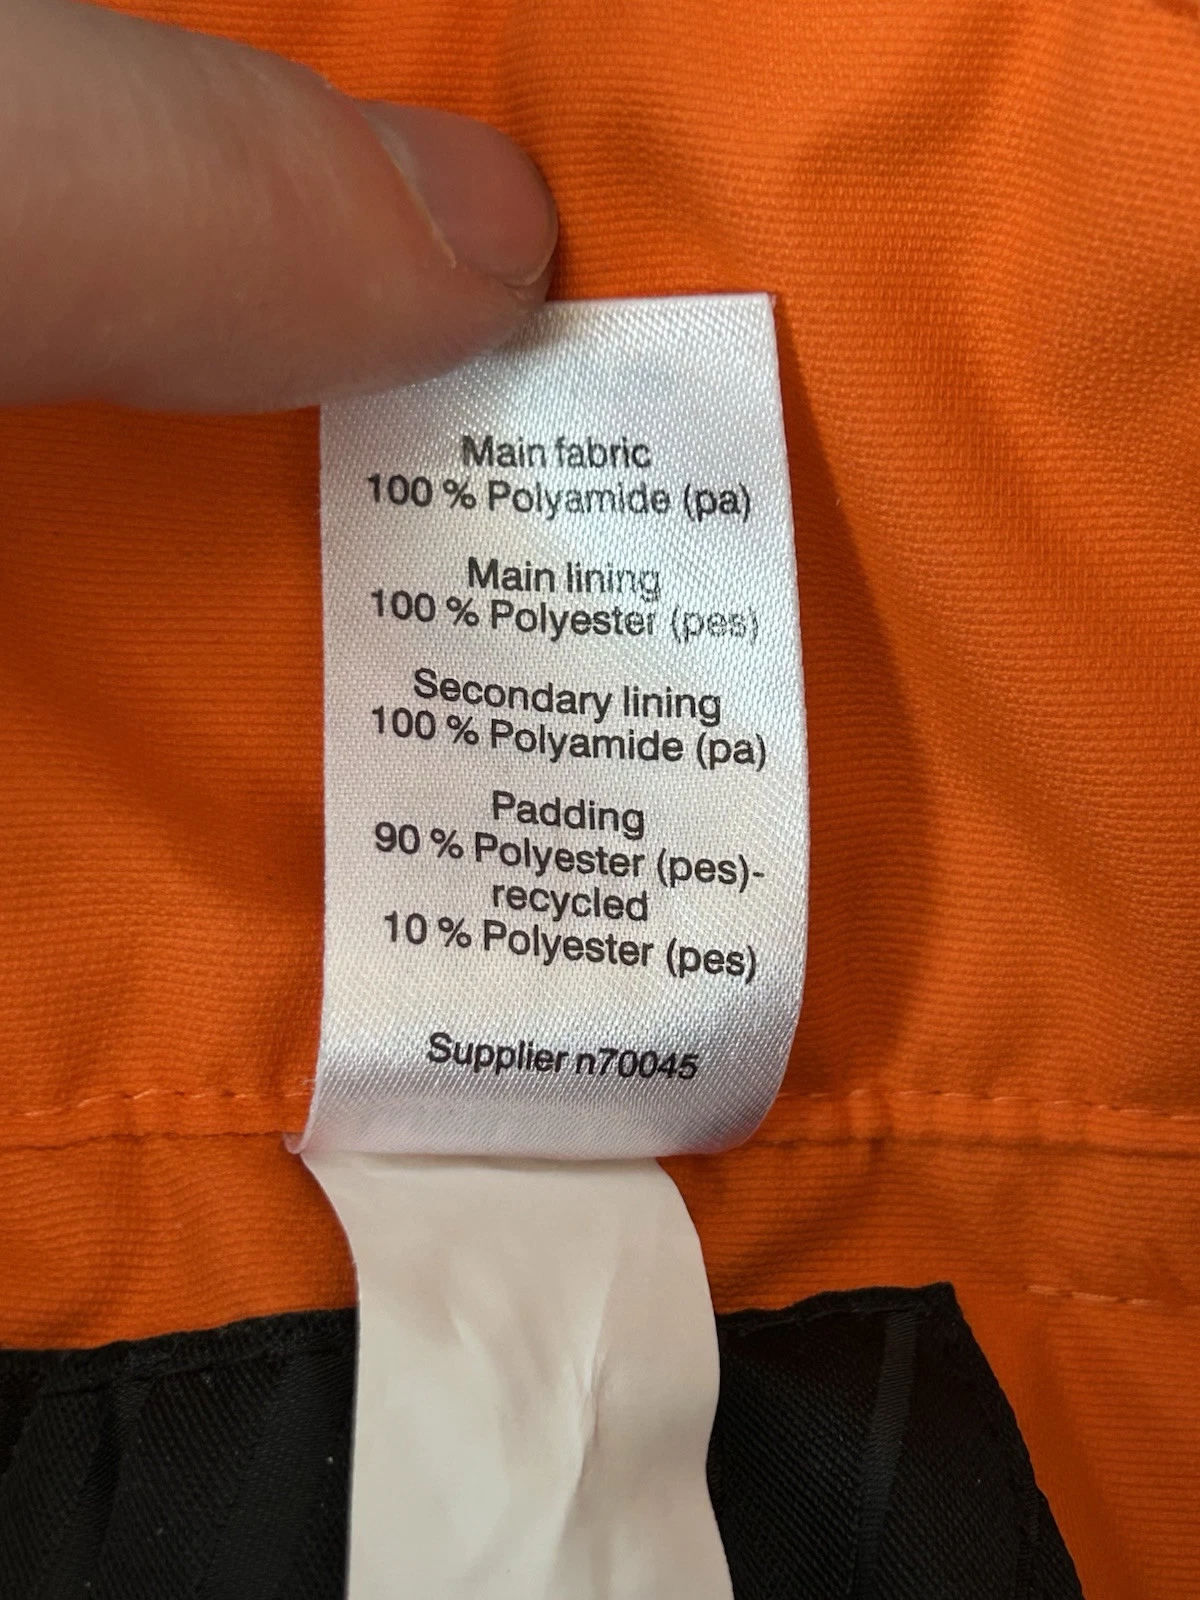 Main fabric
100 % Polyamide (pa)
Main lining
100 % Polyester (pes)
Secondary lining
100 % Polyamide (pa)
Padding
90 % Polyester (pes)-
recycled
10 % Polyester (pes)
Supplier n70045